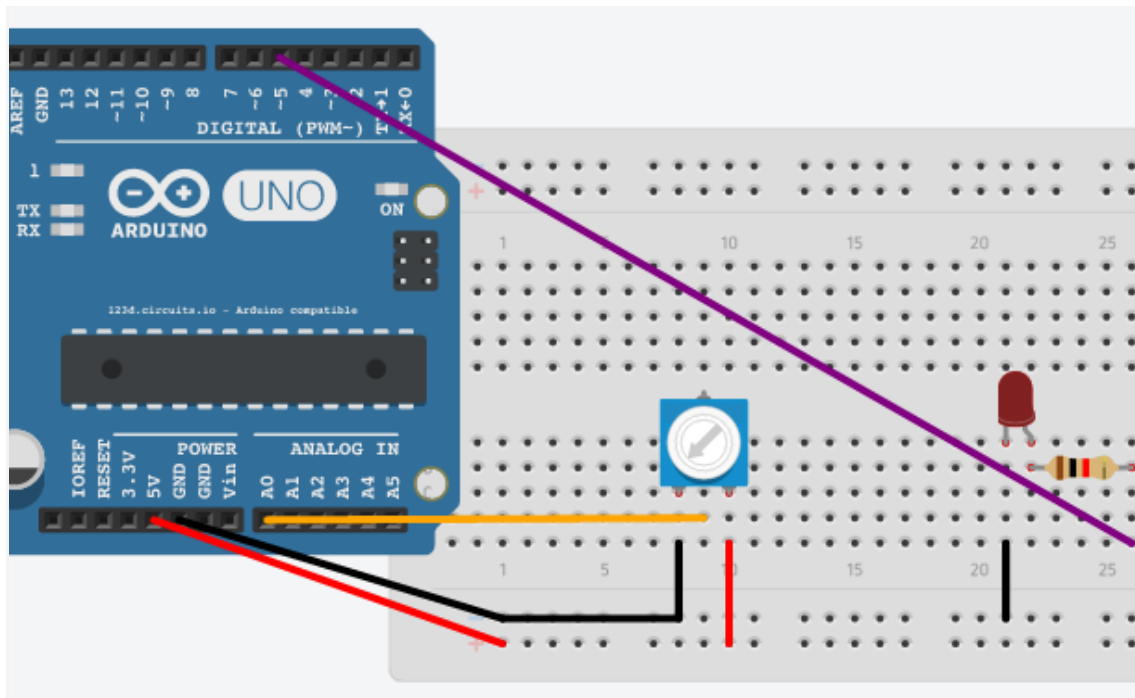 AREF
GND
13
12
~11
~10
~9
8
7
~6
~5
4
~3
2
TX→1
RX←0
DIGITAL (PWM~)
1
TX
RX
ARDUINO
UNO
ON
1
10
15
20
25
123d.circuits.io - Arduino compatible
POWER
ANALOG IN
IOREF
RESET
3.3V
5V
GND
GND
Vin
A0
A1
A2
A3
A4
A5
1
5
10
15
20
25